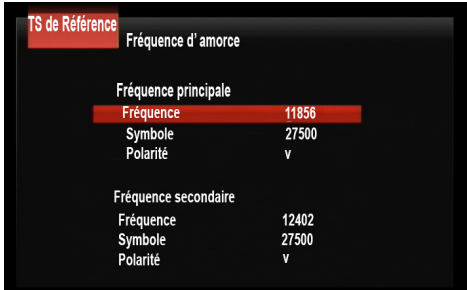 TS de Référence
Fréquence d'amorce
Fréquence principale
Fréquence 11856
Symbole 27500
Polarité v
Fréquence secondaire
Fréquence 12402
Symbole 27500
Polarité v